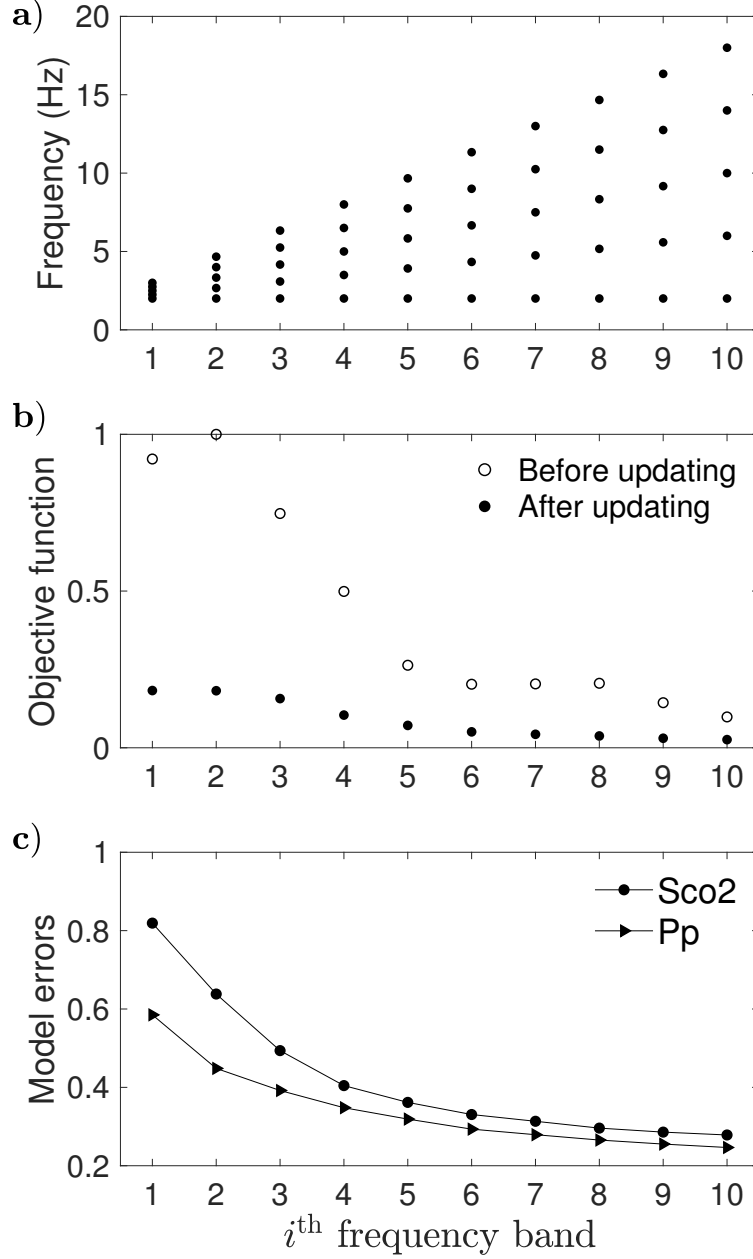 a)
20
15
10
5
0
Frequency (Hz)
1 2 3 4 5 6 7 8 9 10
b)
1
0.5
0
Objective function
Before updating
After updating
1 2 3 4 5 6 7 8 9 10
c)
1
0.8
0.6
0.4
0.2
Model errors
Sco2
Pp
1 2 3 4 5 6 7 8 9 10
i^th frequency band